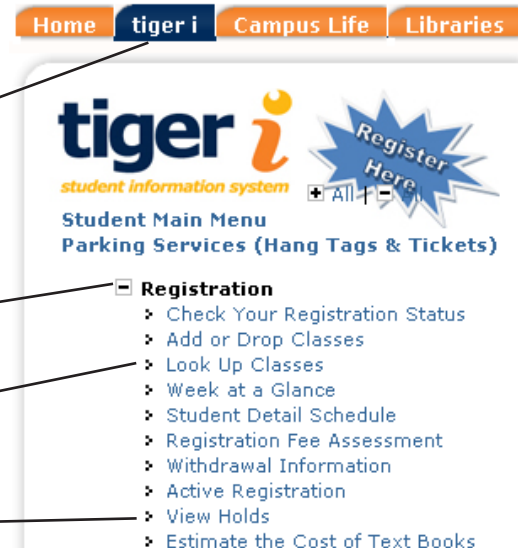 Home tiger i Campus Life Libraries
tiger i
student information system
Register
Here
All |
Student Main Menu
Parking Services (Hang Tags & Tickets)
Registration
Check Your Registration Status
Add or Drop Classes
Look Up Classes
Week at a Glance
Student Detail Schedule
Registration Fee Assessment
Withdrawal Information
Active Registration
View Holds
Estimate the Cost of Text Books